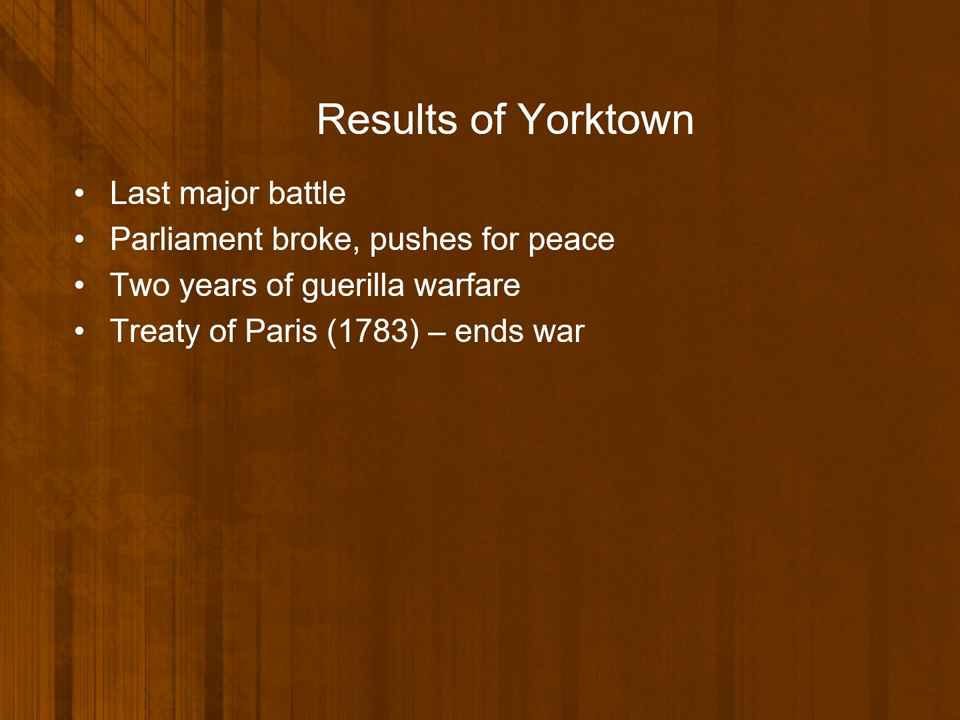 Results of Yorktown
• Last major battle
• Parliament broke, pushes for peace
• Two years of guerilla warfare
• Treaty of Paris (1783) – ends war